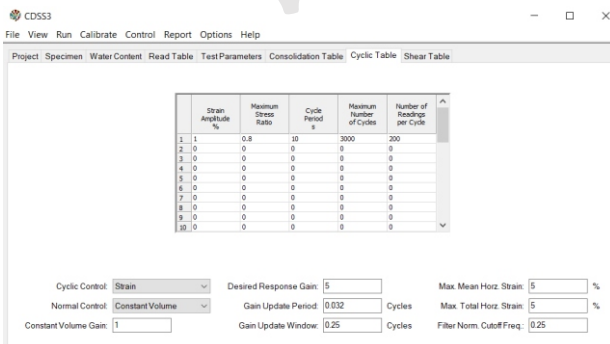 CDSS3
File View Run Calibrate Control Report Options Help
Project Specimen Water Content Read Table Test Parameters Consolidation Table Cyclic Table Shear Table
Strain Amplitude % Maximum Stress Ratio Cycle Period s Maximum Number of Cycles Number of Readings per Cycle
1 1 0.8 10 3000 200
2 0 0 0 0 0
3 0 0 0 0 0
4 0 0 0 0 0
5 0 0 0 0 0
6 0 0 0 0 0
7 0 0 0 0 0
8 0 0 0 0 0
9 0 0 0 0 0
10 0 0 0 0 0
Cyclic Control: Strain Desired Response Gain: 5 Max. Mean Horz. Strain: 5 %
Normal Control: Constant Volume Gain Update Period: 0.032 Cycles Max. Total Horz. Strain: 5 %
Constant Volume Gain: 1 Gain Update Window: 0.25 Cycles Filter Norm. Cutoff Freq.: 0.25